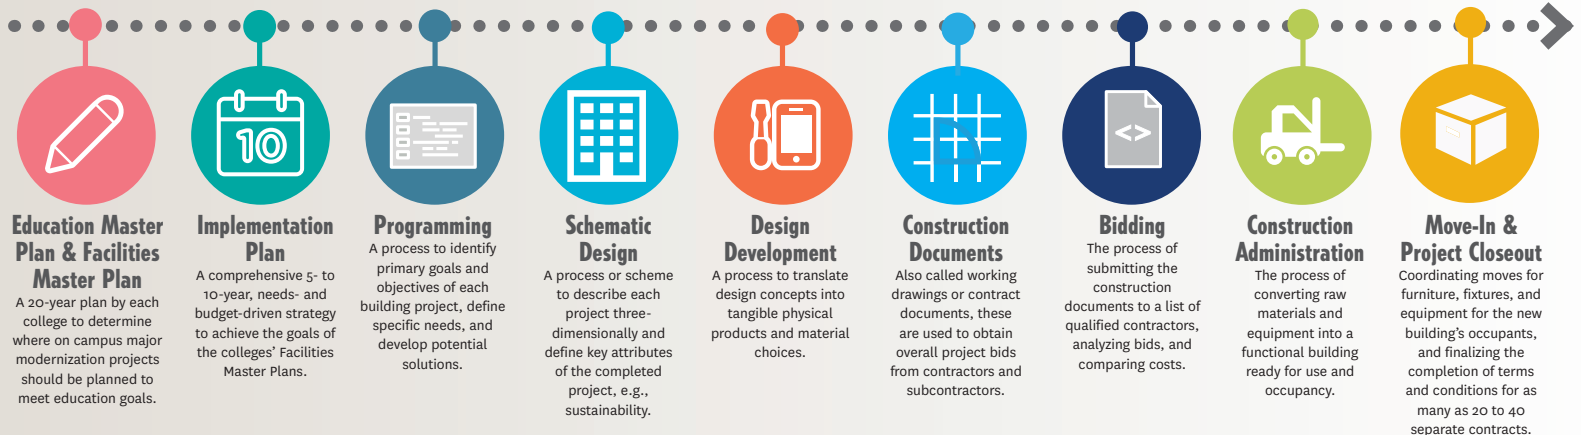 10
<>
Education Master
Plan & Facilities
Master Plan
A 20-year plan by each
college to determine
where on campus major
modernization projects
should be planned to
meet education goals.
Implementation
Plan
A comprehensive 5- to
10-year, needs- and
budget-driven strategy
to achieve the goals of
the colleges’ Facilities
Master Plans.
Programming
A process to identify
primary goals and
objectives of each
building project, define
specific needs, and
develop potential
solutions.
Schematic
Design
A process or scheme
to describe each
project three-
dimensionally and
define key attributes
of the completed
project, e.g.,
sustainability.
Design
Development
A process to translate
design concepts into
tangible physical
products and material
choices.
Construction
Documents
Also called working
drawings or contract
documents, these
are used to obtain
overall project bids
from contractors and
subcontractors.
Bidding
The process of
submitting the
construction
documents to a list of
qualified contractors,
analyzing bids, and
comparing costs.
Construction
Administration
The process of
converting raw
materials and
equipment into a
functional building
ready for use and
occupancy.
Move-In &
Project Closeout
Coordinating moves for
furniture, fixtures, and
equipment for the new
building’s occupants,
and finalizing the
completion of terms
and conditions for as
many as 20 to 40
separate contracts.